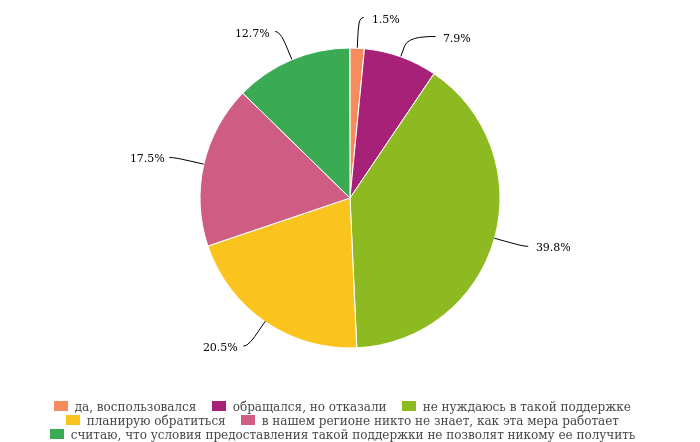 1.5%
12.7%
7.9%
17.5%
39.8%
20.5%
да, воспользовался обращался, но отказали не нуждаюсь в такой поддержке
планирую обратиться в нашем регионе никто не знает, как эта мера работает
считаю, что условия предоставления такой поддержки не позволят никому ее получить